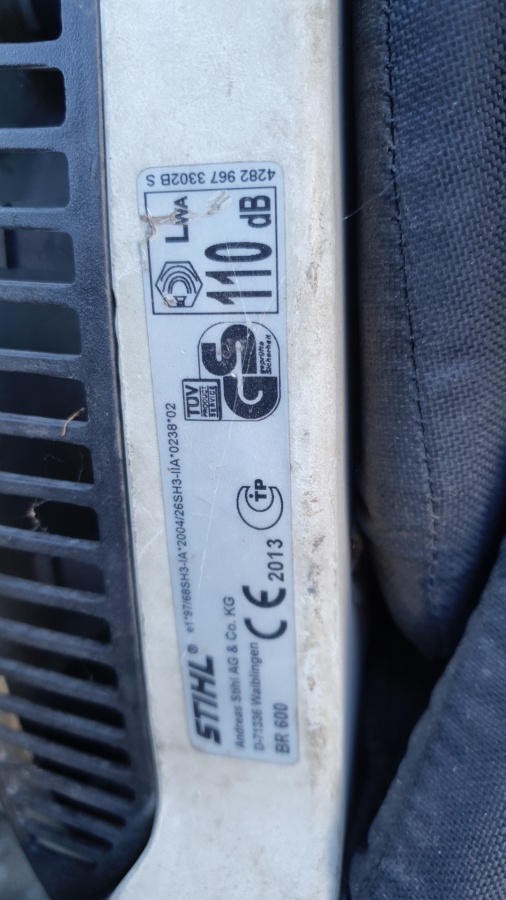 STIHL®
e1*97/68SH3-IA*2004/26SH3-IIA*0238*02
Andreas Stihl AG & Co. KG
D-71336 Waiblingen
BR 600
CE 2013
TP
TÜV
PRODUCT
SERVICE
GS
geprüfte
Sicherheit
LWA
110 dB
4282 967 3302B S